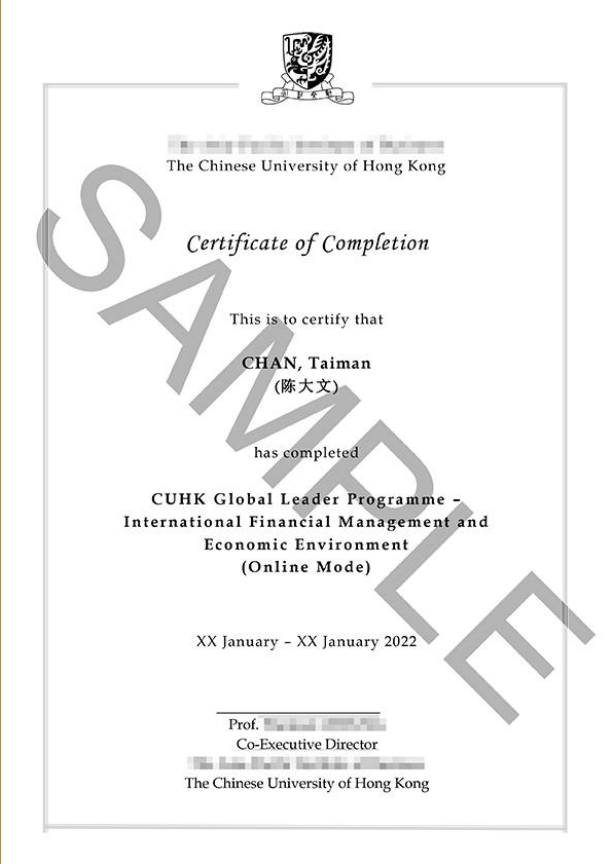 The Chinese University of Hong Kong
Certificate of Completion
This is to certify that
CHAN, Taiman
(陈大文)
has completed
CUHK Global Leader Programme –
International Financial Management and
Economic Environment
(Online Mode)
XX January – XX January 2022
Prof.
Co-Executive Director
The Chinese University of Hong Kong
SAMPLE